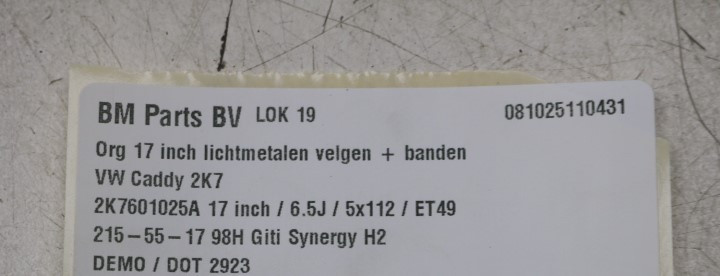 BM Parts BV LOK 19 081025110431
Org 17 inch lichtmetalen velgen + banden
VW Caddy 2K7
2K7601025A 17 inch / 6.5J / 5x112 / ET49
215-55-17 98H Giti Synergy H2
DEMO / DOT 2923